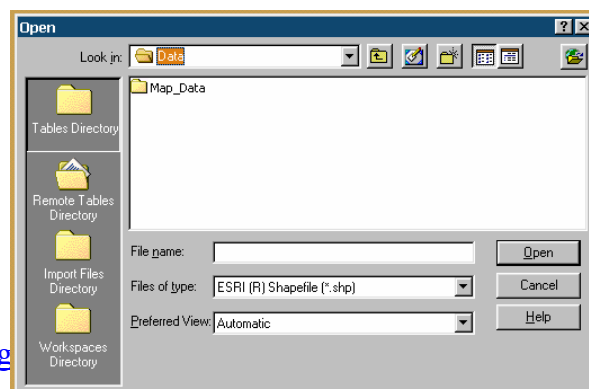 Open
Look in: Data
Map_Data
Tables Directory
Remote Tables
Directory
Import Files
Directory
Workspaces
Directory
File name:
Open
Files of type: ESRI (R) Shapefile (*.shp)
Cancel
Preferred View: Automatic
Help
g